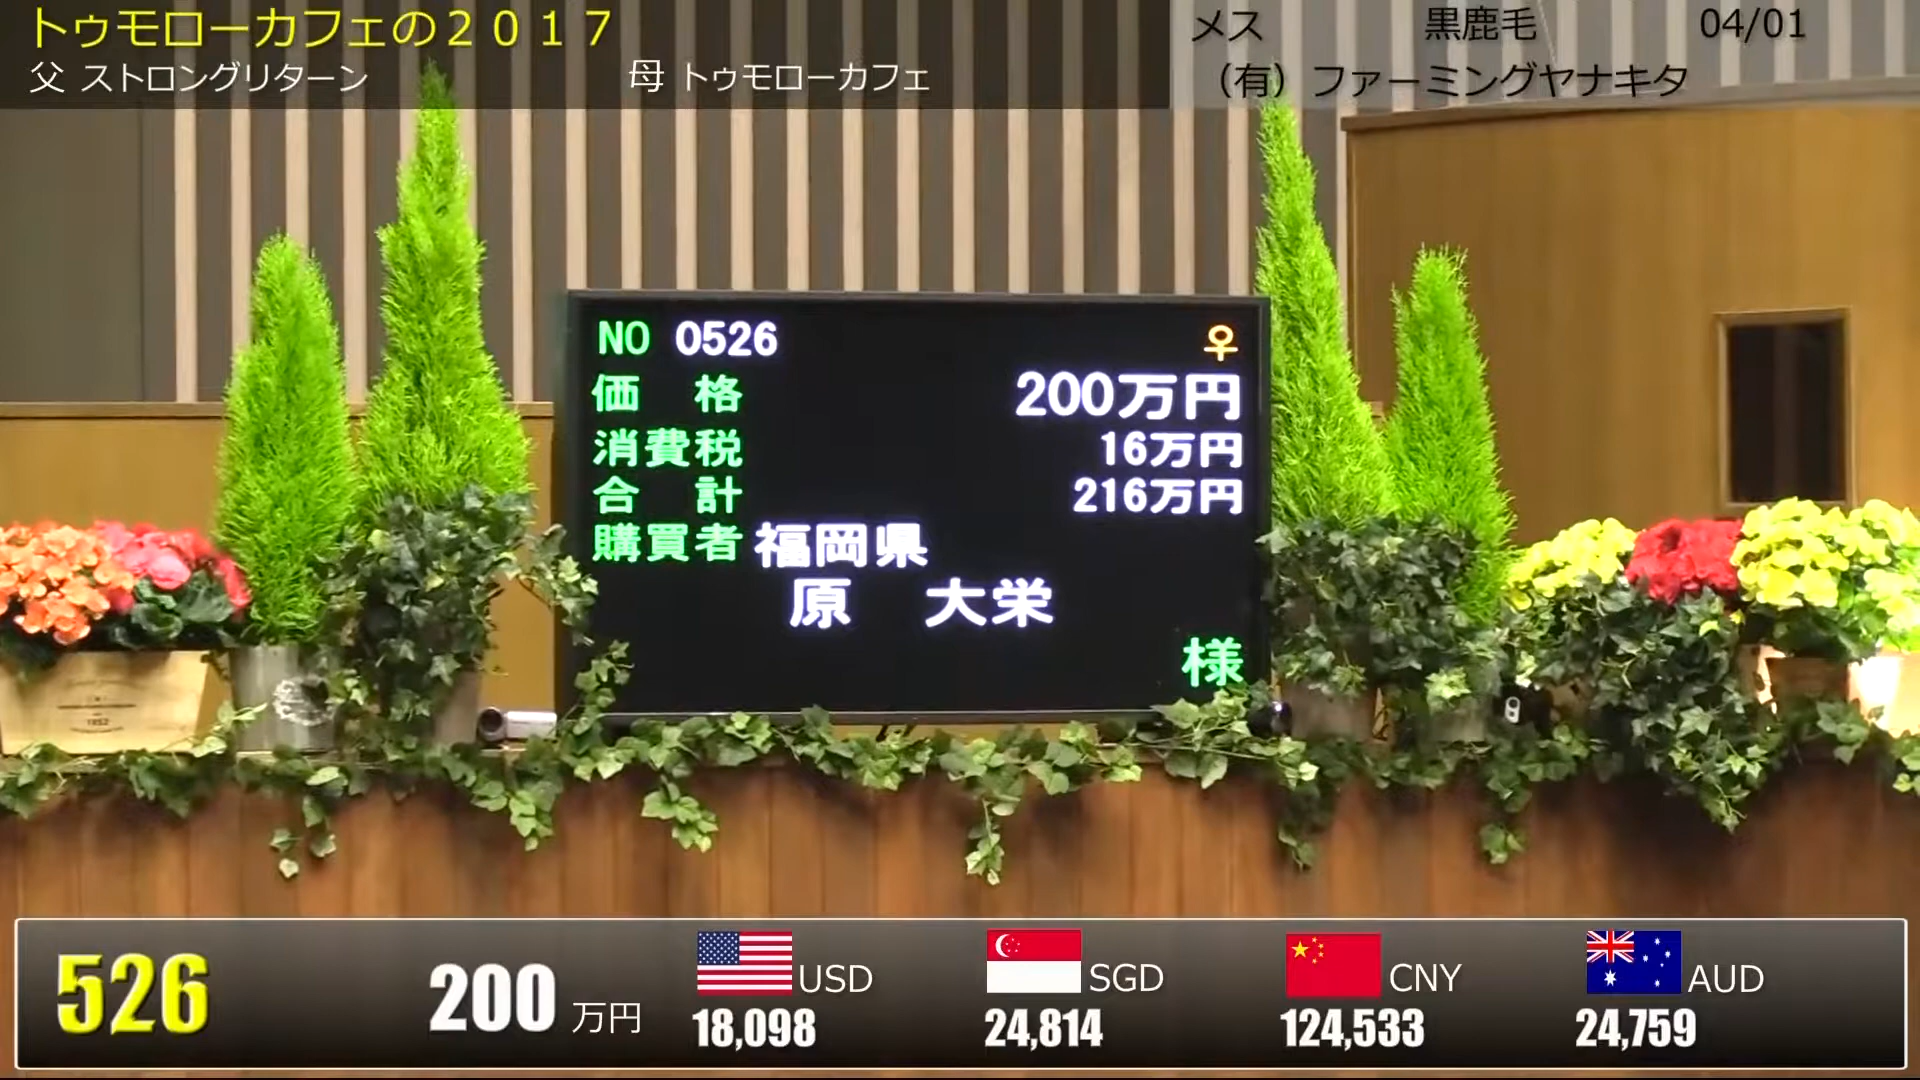 トゥモローカフェの２０１７
メス 黒鹿毛 04/01
父 ストロングリターン 母 トゥモローカフェ
（有）ファーミングヤナキタ
NO 0526 ♀
価　格 200万円
消費税 16万円
合　計 216万円
購買者 福岡県
原　大栄
様
1852
526 200 万円
USD SGD CNY AUD
18,098 24,814 124,533 24,759